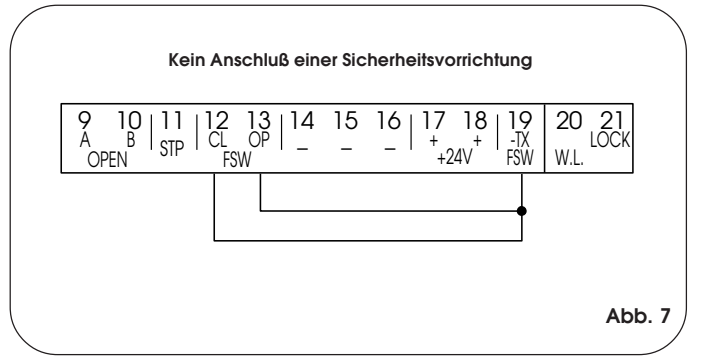 Kein Anschluß einer Sicherheitsvorrichtung
9 10 11 12 13 14 15 16 17 18 19 20 21
A B STP CL OP – – – + + -TX LOCK
OPEN FSW +24V FSW W.L.
Abb. 7